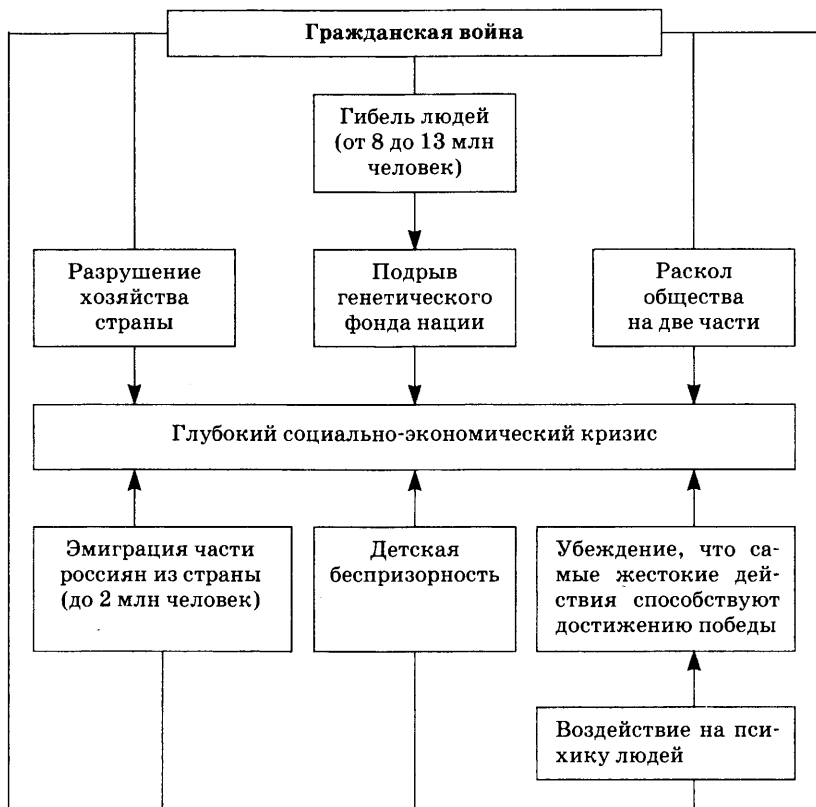 Гражданская война
Гибель людей
(от 8 до 13 млн
человек)
Разрушение
хозяйства
страны
Подрыв
генетического
фонда нации
Раскол
общества
на две части
Глубокий социально-экономический кризис
Эмиграция части
россиян из страны
(до 2 млн человек)
Детская
беспризорность
Убеждение, что са-
мые жестокие дей-
ствия способствуют
достижению победы
Воздействие на пси-
хику людей